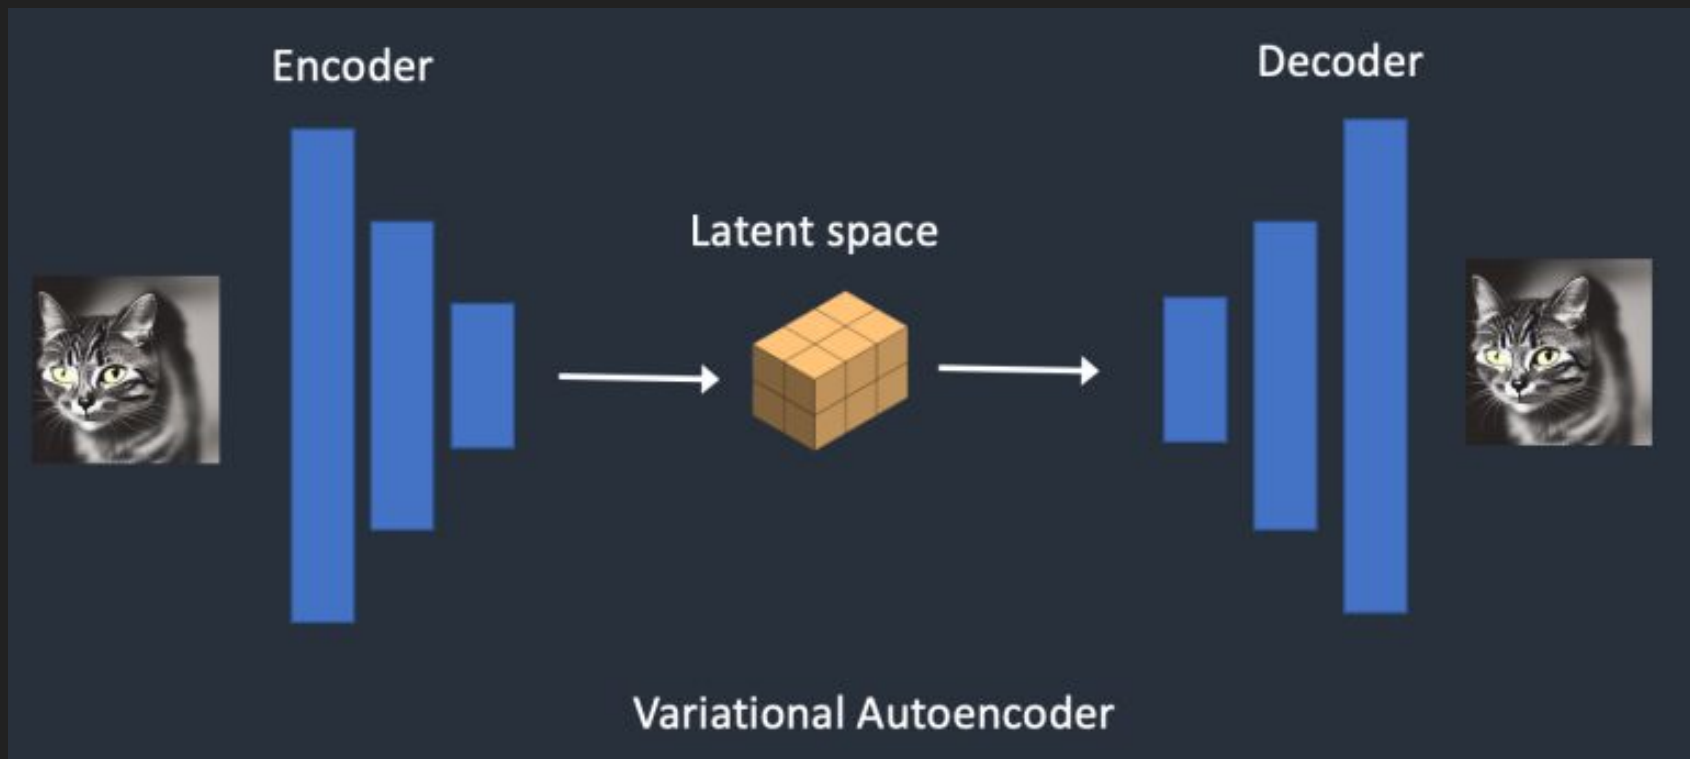 Encoder
Decoder
Latent space
Variational Autoencoder